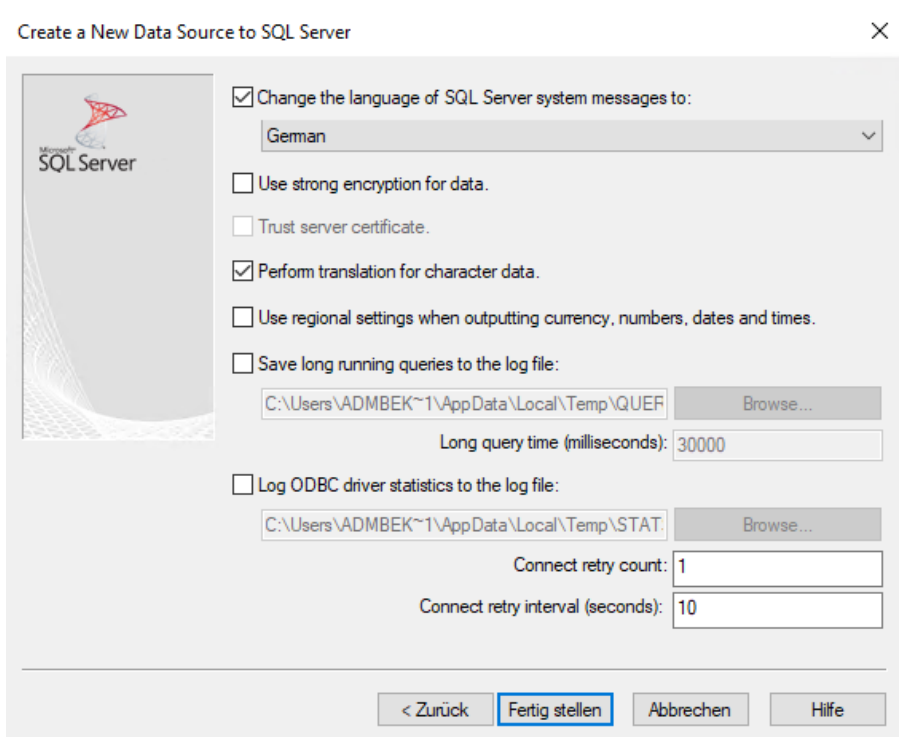 Create a New Data Source to SQL Server
Microsoft
SQL Server
Change the language of SQL Server system messages to:
German
Use strong encryption for data.
Trust server certificate.
Perform translation for character data.
Use regional settings when outputting currency, numbers, dates and times.
Save long running queries to the log file:
C:\Users\ADMBEK~1\AppData\Local\Temp\QUER
Browse...
Long query time (milliseconds):
30000
Log ODBC driver statistics to the log file:
C:\Users\ADMBEK~1\AppData\Local\Temp\STAT
Browse...
Connect retry count:
1
Connect retry interval (seconds):
10
< Zurück
Fertig stellen
Abbrechen
Hilfe